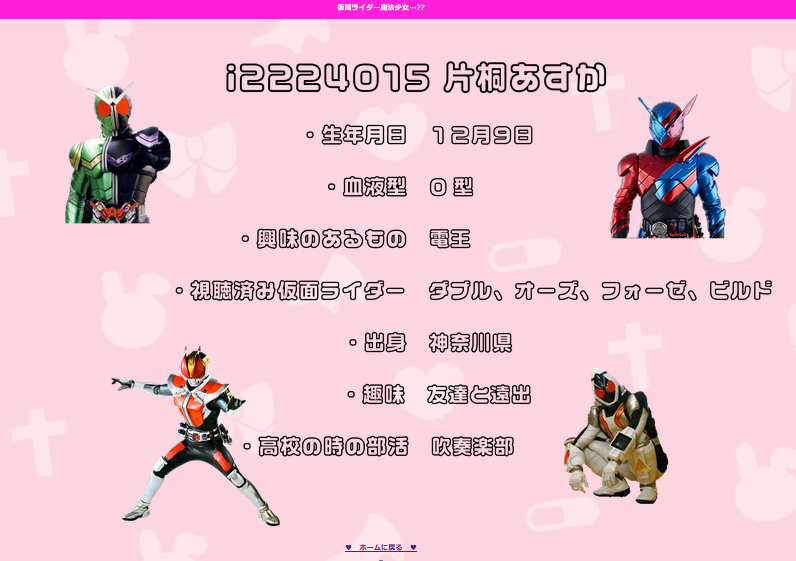 仮面ライダー魔法少女…??
i2224015 片桐あすか
・生年月日 12月9日
・血液型 O型
・興味のあるもの 電王
・視聴済み仮面ライダー ダブル、オーズ、フォーゼ、ビルド
・出身 神奈川県
・趣味 友達と遠出
・高校の時の部活 吹奏楽部
♥ ホームに戻る ♥